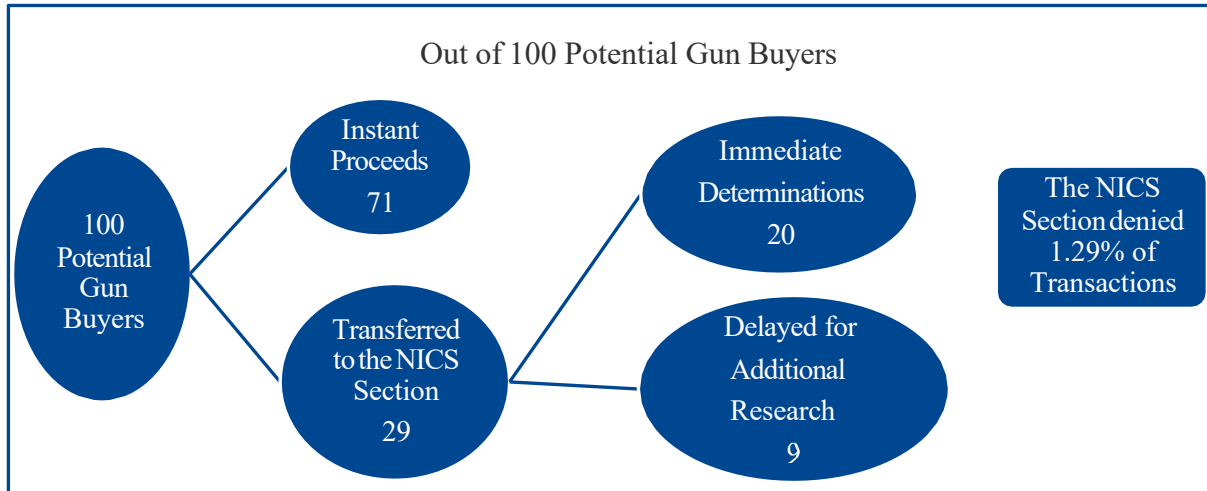 Out of 100 Potential Gun Buyers
100
Potential
Gun
Buyers
Instant
Proceeds
71
Transferred
to the NICS
Section
29
Immediate
Determinations
20
Delayed for
Additional
Research
9
The NICS
Section denied
1.29% of
Transactions